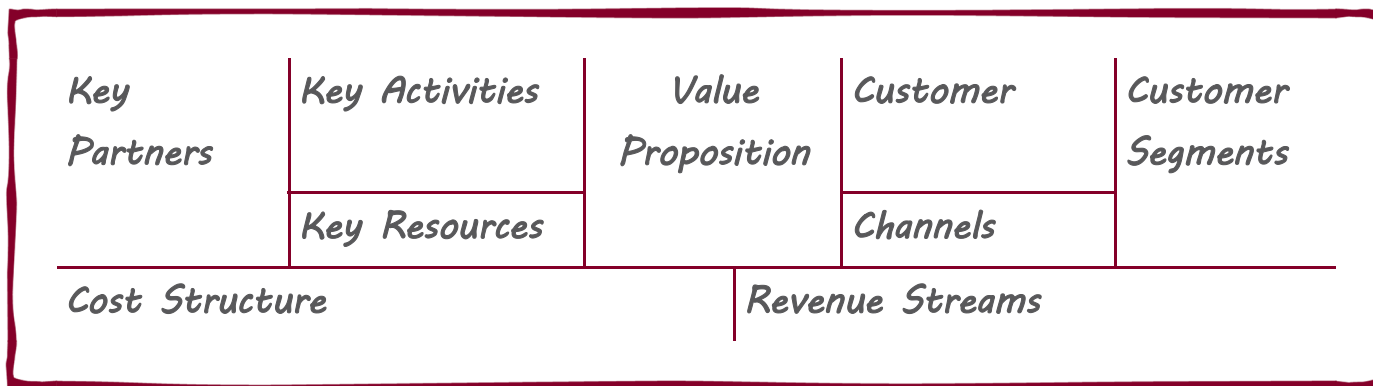 Key
Partners
Key Activities
Key Resources
Value
Proposition
Customer
Channels
Customer
Segments
Cost Structure
Revenue Streams